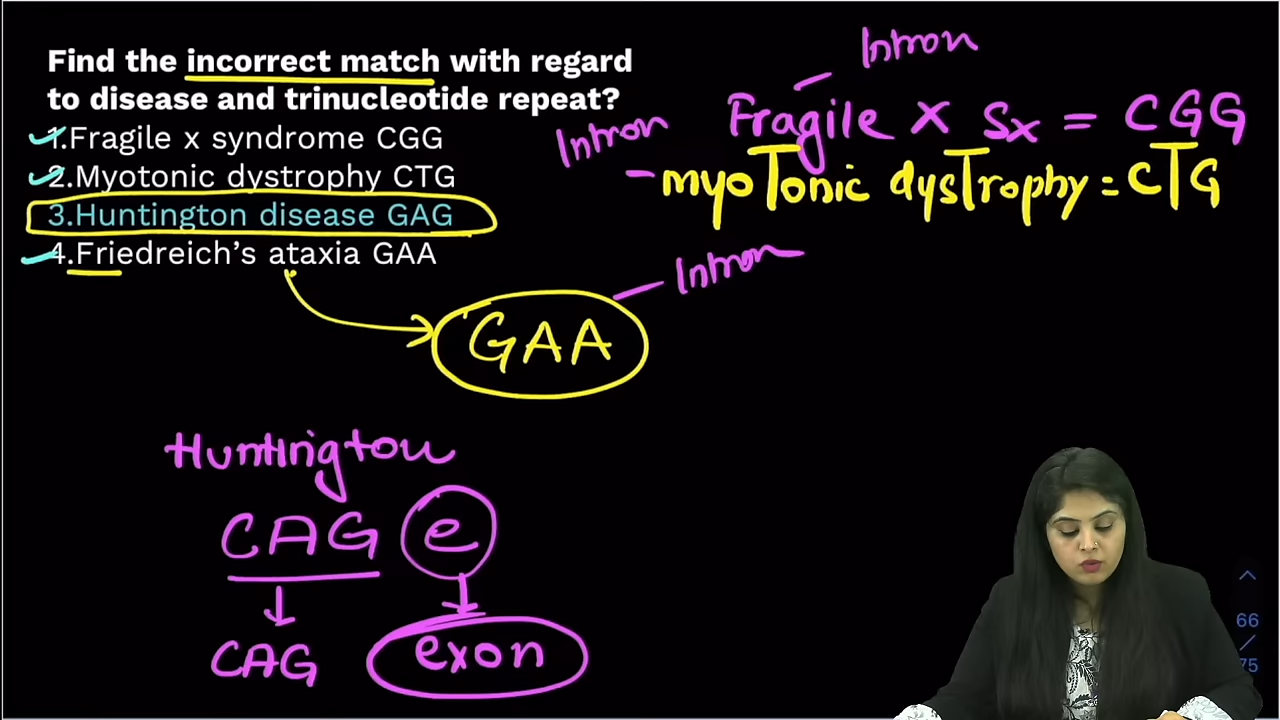 Find the incorrect match with regard
to disease and trinucleotide repeat?
1.Fragile x syndrome CGG
2.Myotonic dystrophy CTG
3.Huntington disease GAG
4.Friedreich’s ataxia GAA
Intron
Fragile X Sx = CGG
Intron
myoTonic dysTrophy = CTG
Intron
GAA
Huntington
CAG e
CAG exon
66
/
75